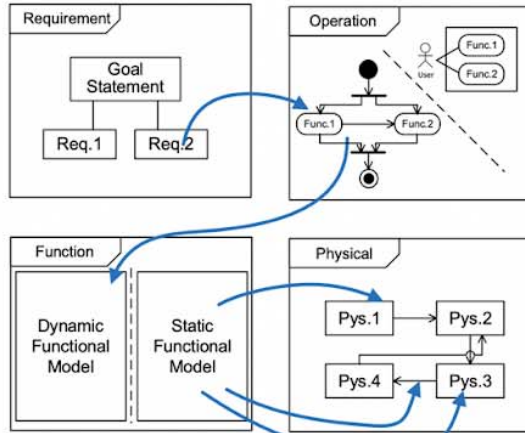 Requirement
Goal
Statement
Req.1
Req.2
Operation
Func.1
Func.2
User
Func.1
Func.2
Function
Dynamic
Functional
Model
Static
Functional
Model
Physical
Pys.1
Pys.2
Pys.4
Pys.3